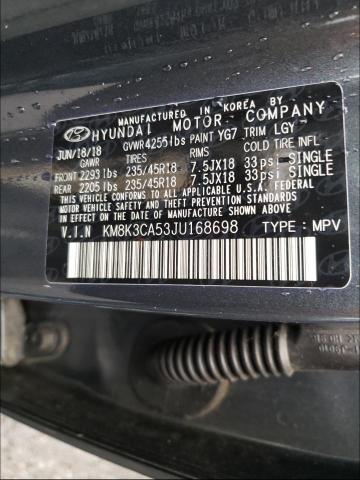 MANUFACTURED IN KOREA BY
HYUNDAI MOTOR COMPANY
JUN/18/18 GVWR4255lbs PAINT YG7 TRIM LGY
GAWR TIRES RIMS COLD TIRE INFL
FRONT 2293lbs 235/45R18 7.5JX18 33psi SINGLE
REAR 2205lbs 235/45R18 7.5JX18 33psi SINGLE
THIS VEHICLE CONFORMS TO ALL APPLICABLE U.S.A. FEDERAL
MOTOR VEHICLE SAFETY BUMPER, AND THEFT PREVENTION
STANDARDS IN EFFECT ON THE DATE OF MANUFACTURE SHOWN ABOVE.
V.I.N KM8K3CA53JU168698 TYPE: MPV